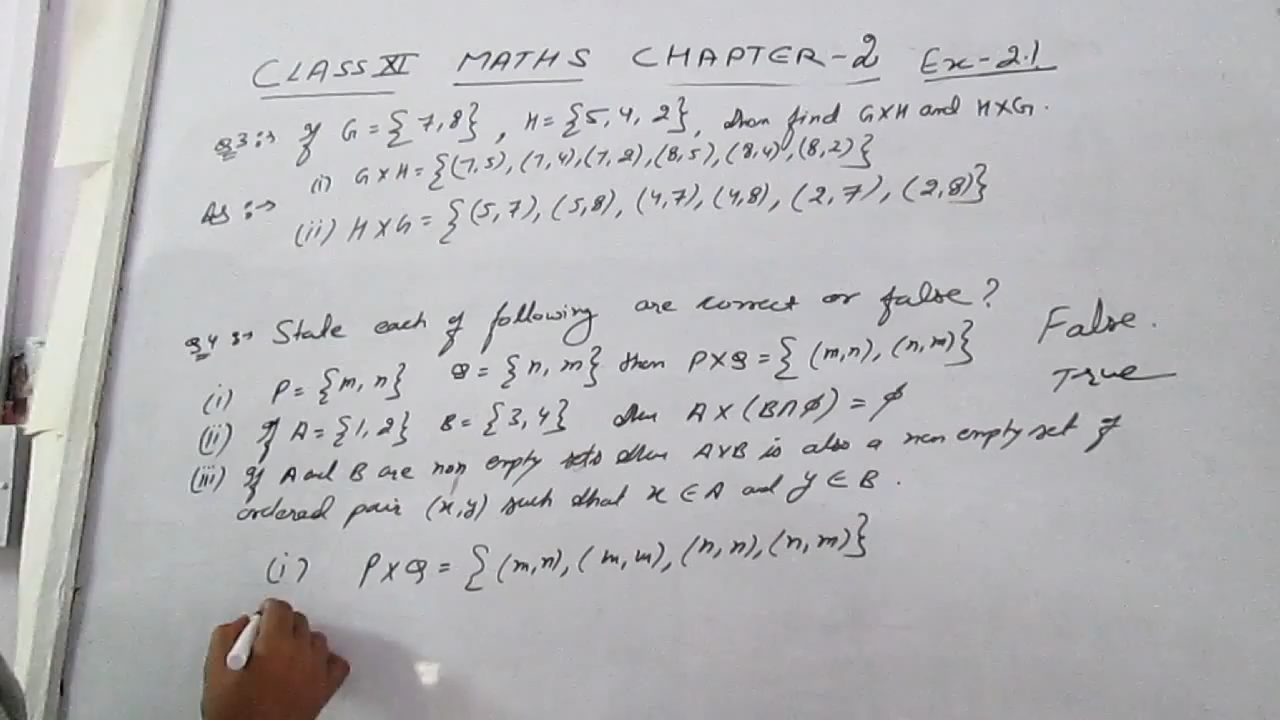 CLASS XI MATHS CHAPTER-2 Ex-2.1
Q3:→ If G = {7,8}, H = {5, 4, 2}, then find G×H and H×G.
(i) G×H = {(7,5), (7,4), (7,2), (8,5), (8,4), (8,2)}
As :→
(ii) H×G = {(5,7), (5,8), (4,7), (4,8), (2,7), (2,8)}
Q4 :→ State each of following are correct or false?
(i) P = {m, n} Q = {n, m} then P×Q = {(m,n), (n,m)} False.
(ii) If A = {1,2} B = {3,4} then A×(B∩ϕ) = ϕ True
(iii) If A and B are non empty sets then A×B is also a non empty set of
ordered pair (x,y) such that x ∈ A and y ∈ B.
(i) P×Q = {(m,n), (m,m), (n,n), (n,m)}